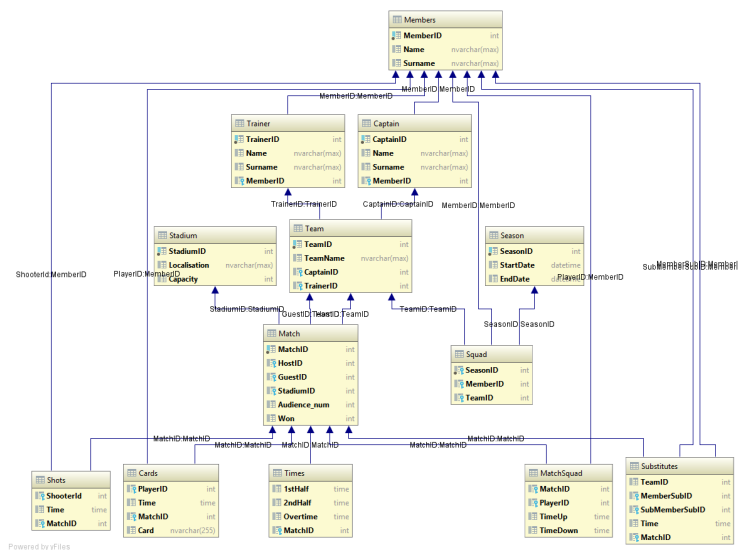 Members
MemberID int
Name nvarchar(max)
Surname nvarchar(max)
MemberID:MemberID
MemberID MemberID
Trainer
TrainerID int
Name nvarchar(max)
Surname nvarchar(max)
MemberID int
Captain
CaptainID int
Name nvarchar(max)
Surname nvarchar(max)
MemberID int
TrainerID:TrainerID
CaptainID:CaptainID
MemberID MemberID
Stadium
StadiumID int
Localisation nvarchar(max)
Capacity int
Team
TeamID int
TeamName nvarchar(max)
CaptainID int
TrainerID int
Season
SeasonID int
StartDate datetime
EndDate
ShooterId:MemberID
PlayerID:MemberID
PlayerID:MemberID
StadiumID:StadiumID
TeamID:TeamID
SeasonID SeasonID
Match
MatchID int
HostID int
GuestID int
StadiumID int
Audience_num int
Won int
Squad
SeasonID int
MemberID int
TeamID int
MatchID:MatchID
MatchID:MatchID
MatchID MatchID
MatchID:MatchID
MatchID:MatchID
Shots
ShooterId int
Time time
MatchID int
Cards
PlayerID int
Time time
MatchID int
Card nvarchar(255)
Times
1stHalf time
2ndHalf time
Overtime time
MatchID int
MatchSquad
MatchID int
PlayerID int
TimeUp time
TimeDown time
Substitutes
TeamID int
MemberSubID int
SubMemberSubID int
Time time
MatchID int
Powered by yFiles